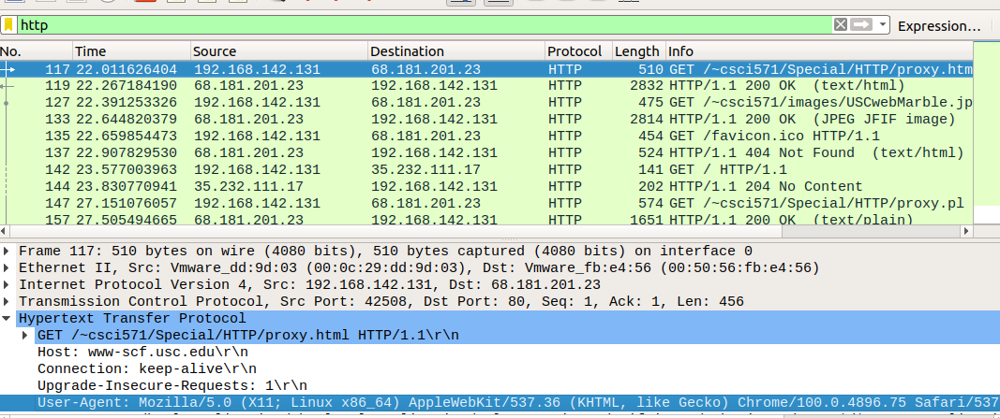 http Expression…
No. Time Source Destination Protocol Length Info
117 22.011626404 192.168.142.131 68.181.201.23 HTTP 510 GET /~csci571/Special/HTTP/proxy.htm
119 22.267184190 68.181.201.23 192.168.142.131 HTTP 2832 HTTP/1.1 200 OK (text/html)
127 22.391253326 192.168.142.131 68.181.201.23 HTTP 475 GET /~csci571/images/USCwebMarble.jp
133 22.644820379 68.181.201.23 192.168.142.131 HTTP 2814 HTTP/1.1 200 OK (JPEG JFIF image)
135 22.659854473 192.168.142.131 68.181.201.23 HTTP 454 GET /favicon.ico HTTP/1.1
137 22.907829530 68.181.201.23 192.168.142.131 HTTP 524 HTTP/1.1 404 Not Found (text/html)
142 23.577003963 192.168.142.131 35.232.111.17 HTTP 141 GET / HTTP/1.1
144 23.830770941 35.232.111.17 192.168.142.131 HTTP 202 HTTP/1.1 204 No Content
147 27.151076057 192.168.142.131 68.181.201.23 HTTP 574 GET /~csci571/Special/HTTP/proxy.pl
157 27.505494665 68.181.201.23 192.168.142.131 HTTP 1651 HTTP/1.1 200 OK (text/plain)
Frame 117: 510 bytes on wire (4080 bits), 510 bytes captured (4080 bits) on interface 0
Ethernet II, Src: Vmware_dd:9d:03 (00:0c:29:dd:9d:03), Dst: Vmware_fb:e4:56 (00:50:56:fb:e4:56)
Internet Protocol Version 4, Src: 192.168.142.131, Dst: 68.181.201.23
Transmission Control Protocol, Src Port: 42508, Dst Port: 80, Seq: 1, Ack: 1, Len: 456
Hypertext Transfer Protocol
GET /~csci571/Special/HTTP/proxy.html HTTP/1.1\r\n
Host: www-scf.usc.edu\r\n
Connection: keep-alive\r\n
Upgrade-Insecure-Requests: 1\r\n
User-Agent: Mozilla/5.0 (X11; Linux x86_64) AppleWebKit/537.36 (KHTML, like Gecko) Chrome/100.0.4896.75 Safari/537